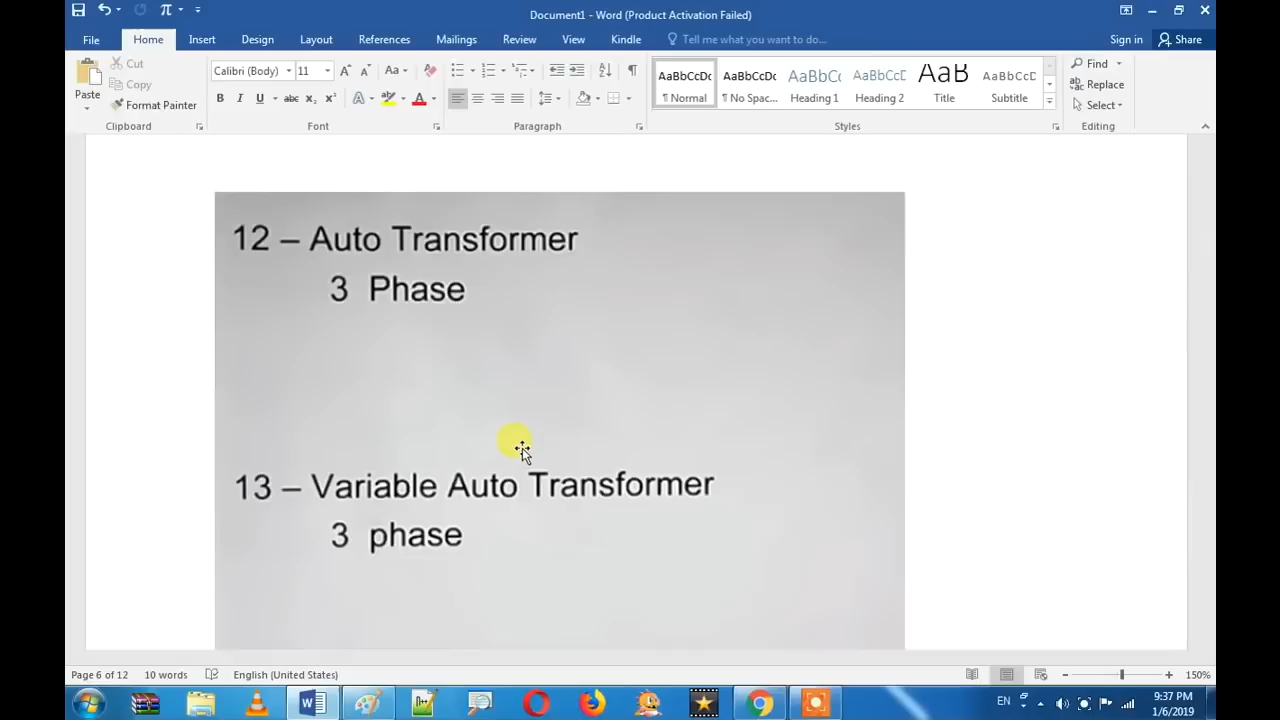 Document1 - Word (Product Activation Failed)
File Home Insert Design Layout References Mailings Review View Kindle Tell me what you want to do... Sign in Share
Paste
Cut
Copy
Format Painter
Clipboard
Calibri (Body) 11
Font
Paragraph
AaBbCcDc AaBbCcDc AaBbC AaBbCcD AaB AaBbCcD
¶ Normal ¶ No Spac... Heading 1 Heading 2 Title Subtitle
Styles
Find
Replace
Select
Editing
12 – Auto Transformer
3 Phase
13 – Variable Auto Transformer
3 phase
Page 6 of 12 10 words English (United States) 150%
EN
9:37 PM
1/6/2019